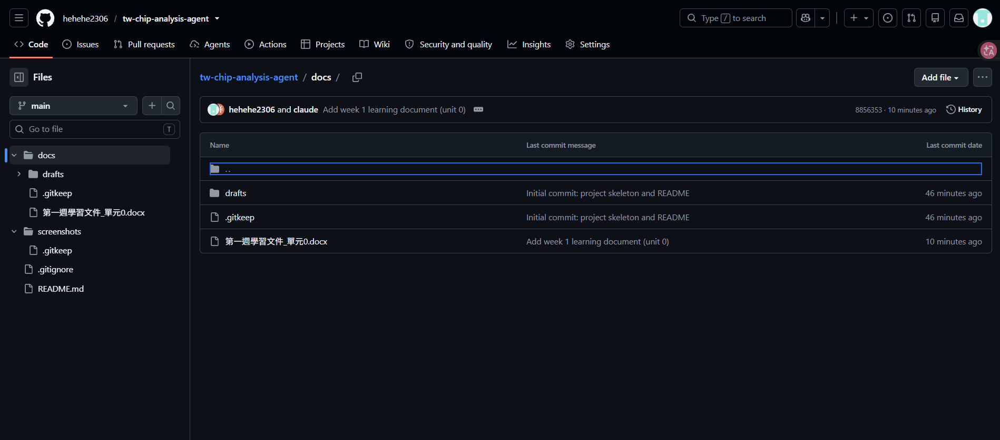 hehehe2306 / tw-chip-analysis-agent
Type / to search
Code
Issues
Pull requests
Agents
Actions
Projects
Wiki
Security and quality
Insights
Settings
Files
main
Go to file
T
docs
drafts
.gitkeep
第一週學習文件_單元0.docx
screenshots
.gitkeep
.gitignore
README.md
tw-chip-analysis-agent / docs /
Add file
hehehe2306 and claude Add week 1 learning document (unit 0)
8856353 · 10 minutes ago
History
Name Last commit message Last commit date
..
drafts Initial commit: project skeleton and README 46 minutes ago
.gitkeep Initial commit: project skeleton and README 46 minutes ago
第一週學習文件_單元0.docx Add week 1 learning document (unit 0) 10 minutes ago